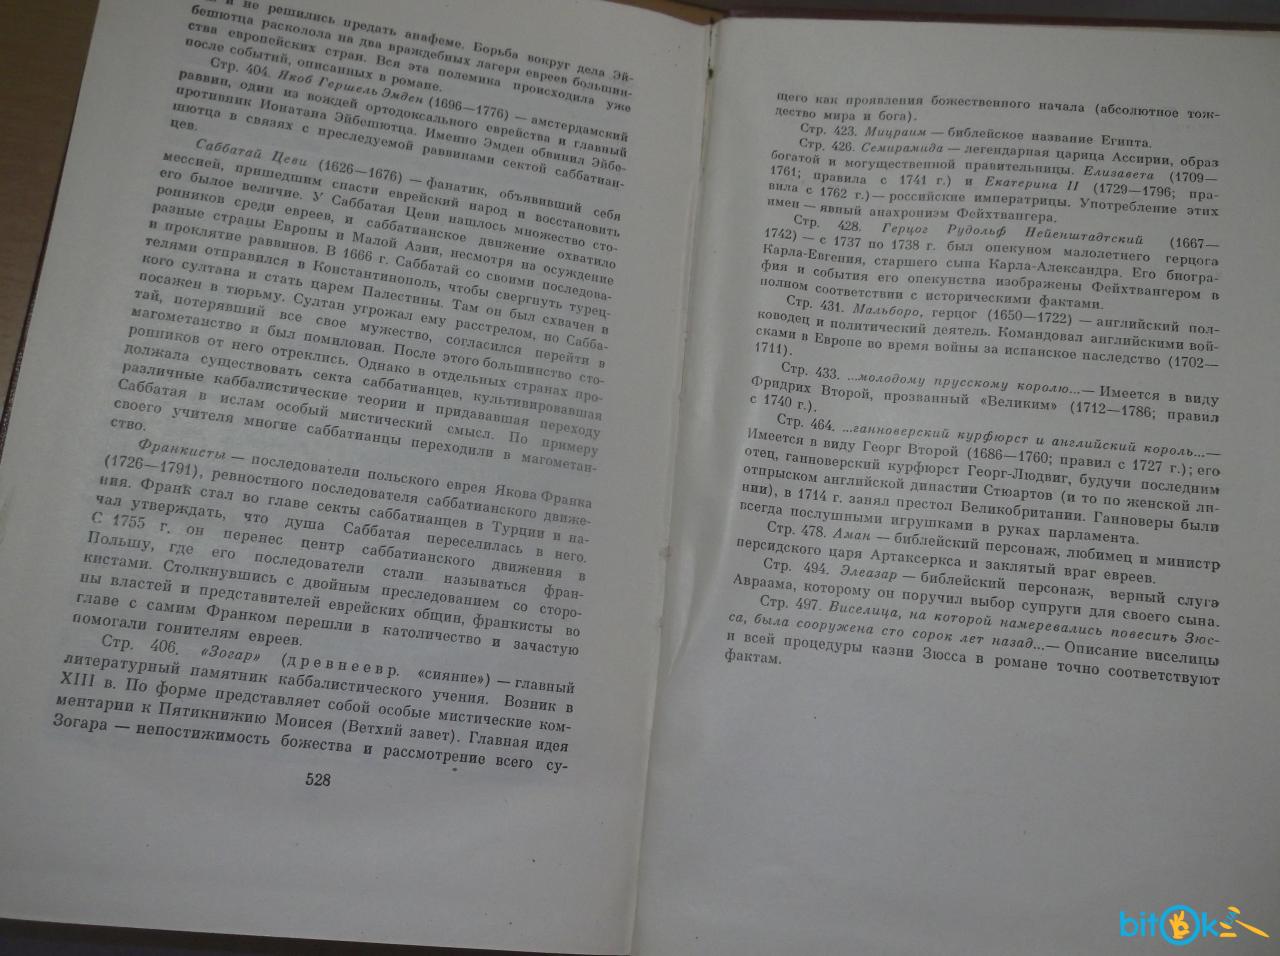 и не решились предать анафеме. Борьба вокруг дела Эй-
бешютца расколола на два враждебных лагеря евреев большин-
ства европейских стран. Вся эта полемика происходила уже
после событий, описанных в романе.
Стр. 404. Якоб Гершель Эмден (1696—1776) — амстердамский
раввин, один из вождей ортодоксального еврейства и главный
противник Ионатана Эйбешютца. Именно Эмден обвинил Эйбе-
шютца в связях с преследуемой раввинами сектой саббатиан-
цев.
Саббатай Цеви (1626—1676) — фанатик, объявивший себя
мессией, пришедшим спасти еврейский народ и восстановить
его былое величие. У Саббатая Цеви нашлось множество сто-
ронников среди евреев, и саббатианское движение охватило
разные страны Европы и Малой Азии, несмотря на осуждение
и проклятие раввинов. В 1666 г. Саббатай со своими последова-
телями отправился в Константинополь, чтобы свергнуть турец-
кого султана и стать царем Палестины. Там он был схвачен и
посажен в тюрьму. Султан угрожал ему расстрелом, но Сабба-
тай, потерявший все свое мужество, согласился перейти в
магометанство и был помилован. После этого большинство сто-
ронников от него отреклись. Однако в отдельных странах про-
должала существовать секта саббатианцев, культивировавшая
различные каббалистические теории и придававшая переходу
Саббатая в ислам особый мистический смысл. По примеру
своего учителя многие саббатианцы переходили в магометан-
ство.
Франкисты — последователи польского еврея Якова Франка
(1726—1791), ревностного последователя саббатианского движе-
ния. Франк стал во главе секты саббатианцев в Турции и на-
чал утверждать, что душа Саббатая переселилась в него.
С 1755 г. он перенес центр саббатианского движения в
Польшу, где его последователи стали называться фран-
кистами. Столкнувшись с двойным преследованием со сторо-
ны властей и представителей еврейских общин, франкисты во
главе с самим Франком перешли в католичество и зачастую
помогали гонителям евреев.
Стр. 406. «Зогар» (древнеевр. «сияние») — главный
литературный памятник каббалистического учения. Возник в
XIII в. По форме представляет собой особые мистические ком-
ментарии к Пятикнижию Моисея (Ветхий завет). Главная идея
Зогара — непостижимость божества и рассмотрение всего су-
528
щего как проявления божественного начала (абсолютное тож-
дество мира и бога).
Стр. 423. Мицраим — библейское название Египта.
Стр. 426. Семирамида — легендарная царица Ассирии, образ
богатой и могущественной правительницы. Елизавета (1709—
1761; правила с 1741 г.) и Екатерина II (1729—1796; пра-
вила с 1762 г.) — российские императрицы. Употребление этих
имен — явный анахронизм Фейхтвангера.
Стр. 428. Герцог Рудольф Нейенштадтский (1667—
1742) — с 1737 по 1738 г. был опекуном малолетнего герцога
Карла-Евгения, старшего сына Карла-Александра. Его биогра-
фия и события его опекунства изображены Фейхтвангером в
полном соответствии с историческими фактами.
Стр. 431. Мальборо, герцог (1650—1722) — английский пол-
ководец и политический деятель. Командовал английскими вой-
сками в Европе во время войны за испанское наследство (1702—
1711).
Стр. 433. ...молодому прусскому королю...— Имеется в виду
Фридрих Второй, прозванный «Великим» (1712—1786; правил
с 1740 г.).
Стр. 464. ...ганноверский курфюрст и английский король...—
Имеется в виду Георг Второй (1686—1760; правил с 1727 г.); его
отец, ганноверский курфюрст Георг-Людвиг, будучи последним
отпрыском английской династии Стюартов (и то по женской ли-
нии), в 1714 г. занял престол Великобритании. Ганноверы были
всегда послушными игрушками в руках парламента.
Стр. 478. Аман — библейский персонаж, любимец и министр
персидского царя Артаксеркса и заклятый враг евреев.
Стр. 494. Элеазар — библейский персонаж, верный слуга
Авраама, которому он поручил выбор супруги для своего сына.
Стр. 497. Виселица, на которой намеревались повесить Зюс-
са, была сооружена сто сорок лет назад...— Описание виселицы
и всей процедуры казни Зюсса в романе точно соответствуют
фактам.